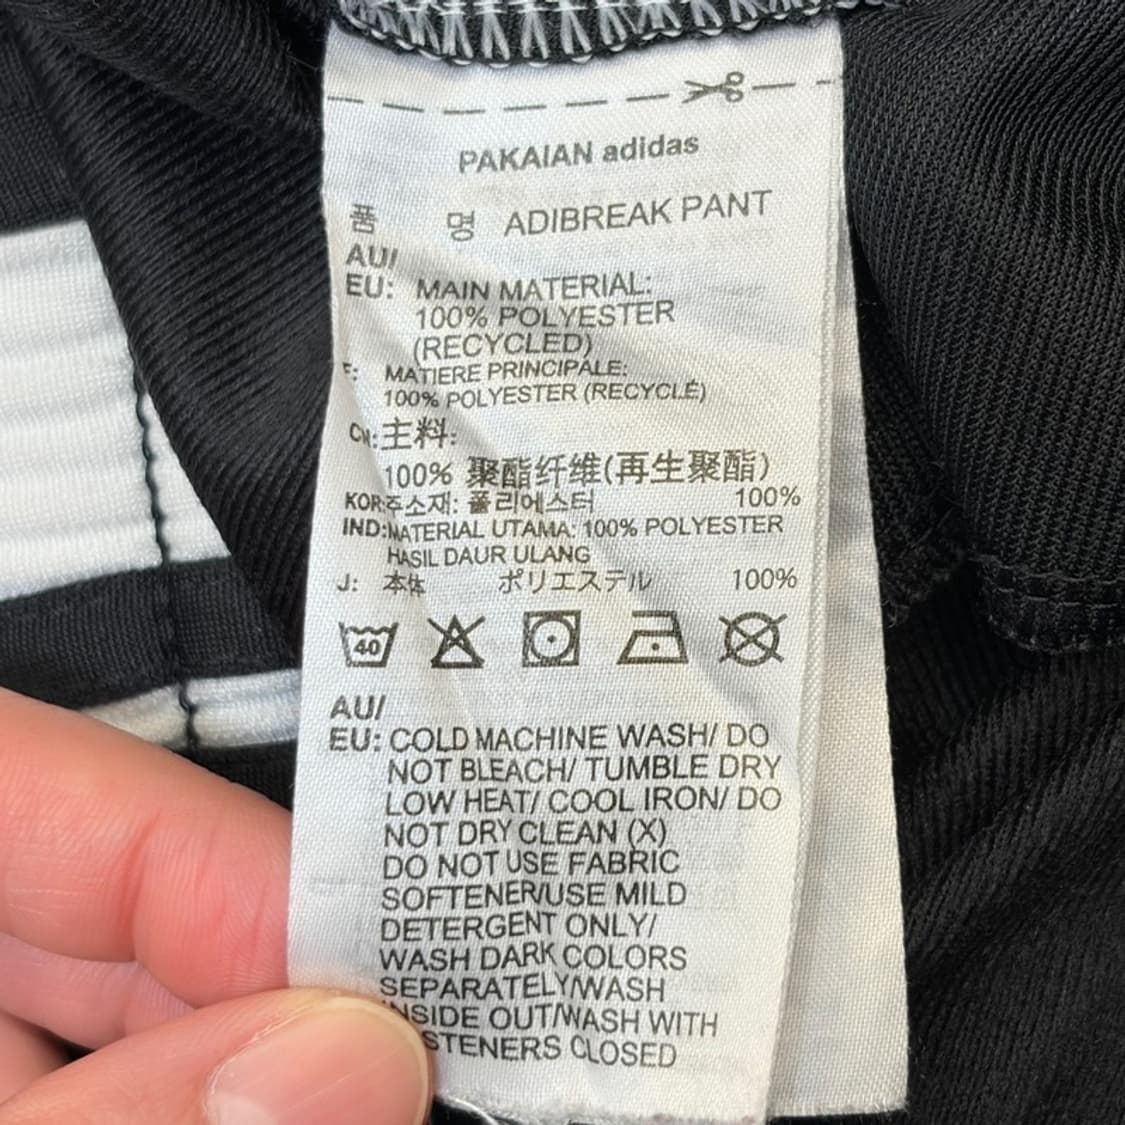 PAKAIAN adidas
품 명 ADIBREAK PANT
AU/
EU: MAIN MATERIAL:
100% POLYESTER
(RECYCLED)
F: MATIERE PRINCIPALE:
100% POLYESTER (RECYCLÉ)
CN: 主料:
100% 聚酯纤维(再生聚酯)
KOR: 주소재: 폴리에스터 100%
IND: MATERIAL UTAMA: 100% POLYESTER
HASIL DAUR ULANG
J: 本体 ポリエステル 100%
40
AU/
EU: COLD MACHINE WASH/ DO
NOT BLEACH/ TUMBLE DRY
LOW HEAT/ COOL IRON/ DO
NOT DRY CLEAN (X)
DO NOT USE FABRIC
SOFTENER/USE MILD
DETERGENT ONLY/
WASH DARK COLORS
SEPARATELY/WASH
INSIDE OUT/WASH WITH
STENERS CLOSED